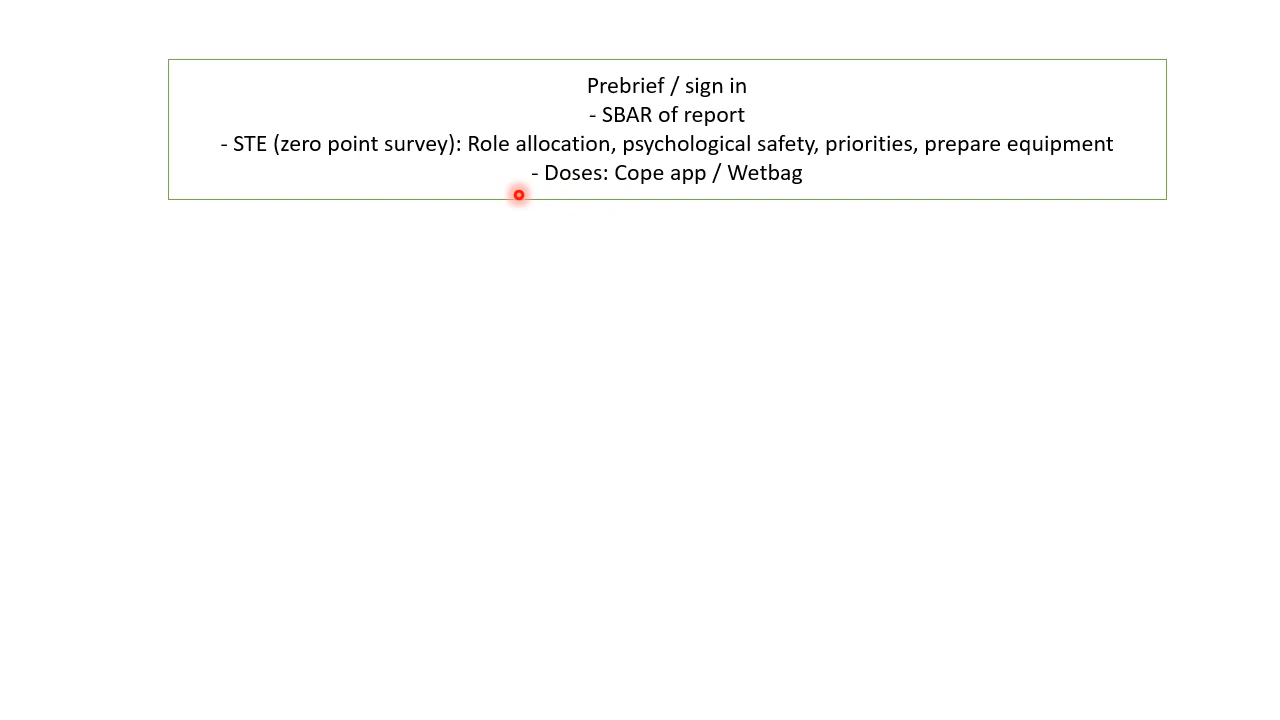 Prebrief / sign in
- SBAR of report
- STE (zero point survey): Role allocation, psychological safety, priorities, prepare equipment
- Doses: Cope app / Wetbag